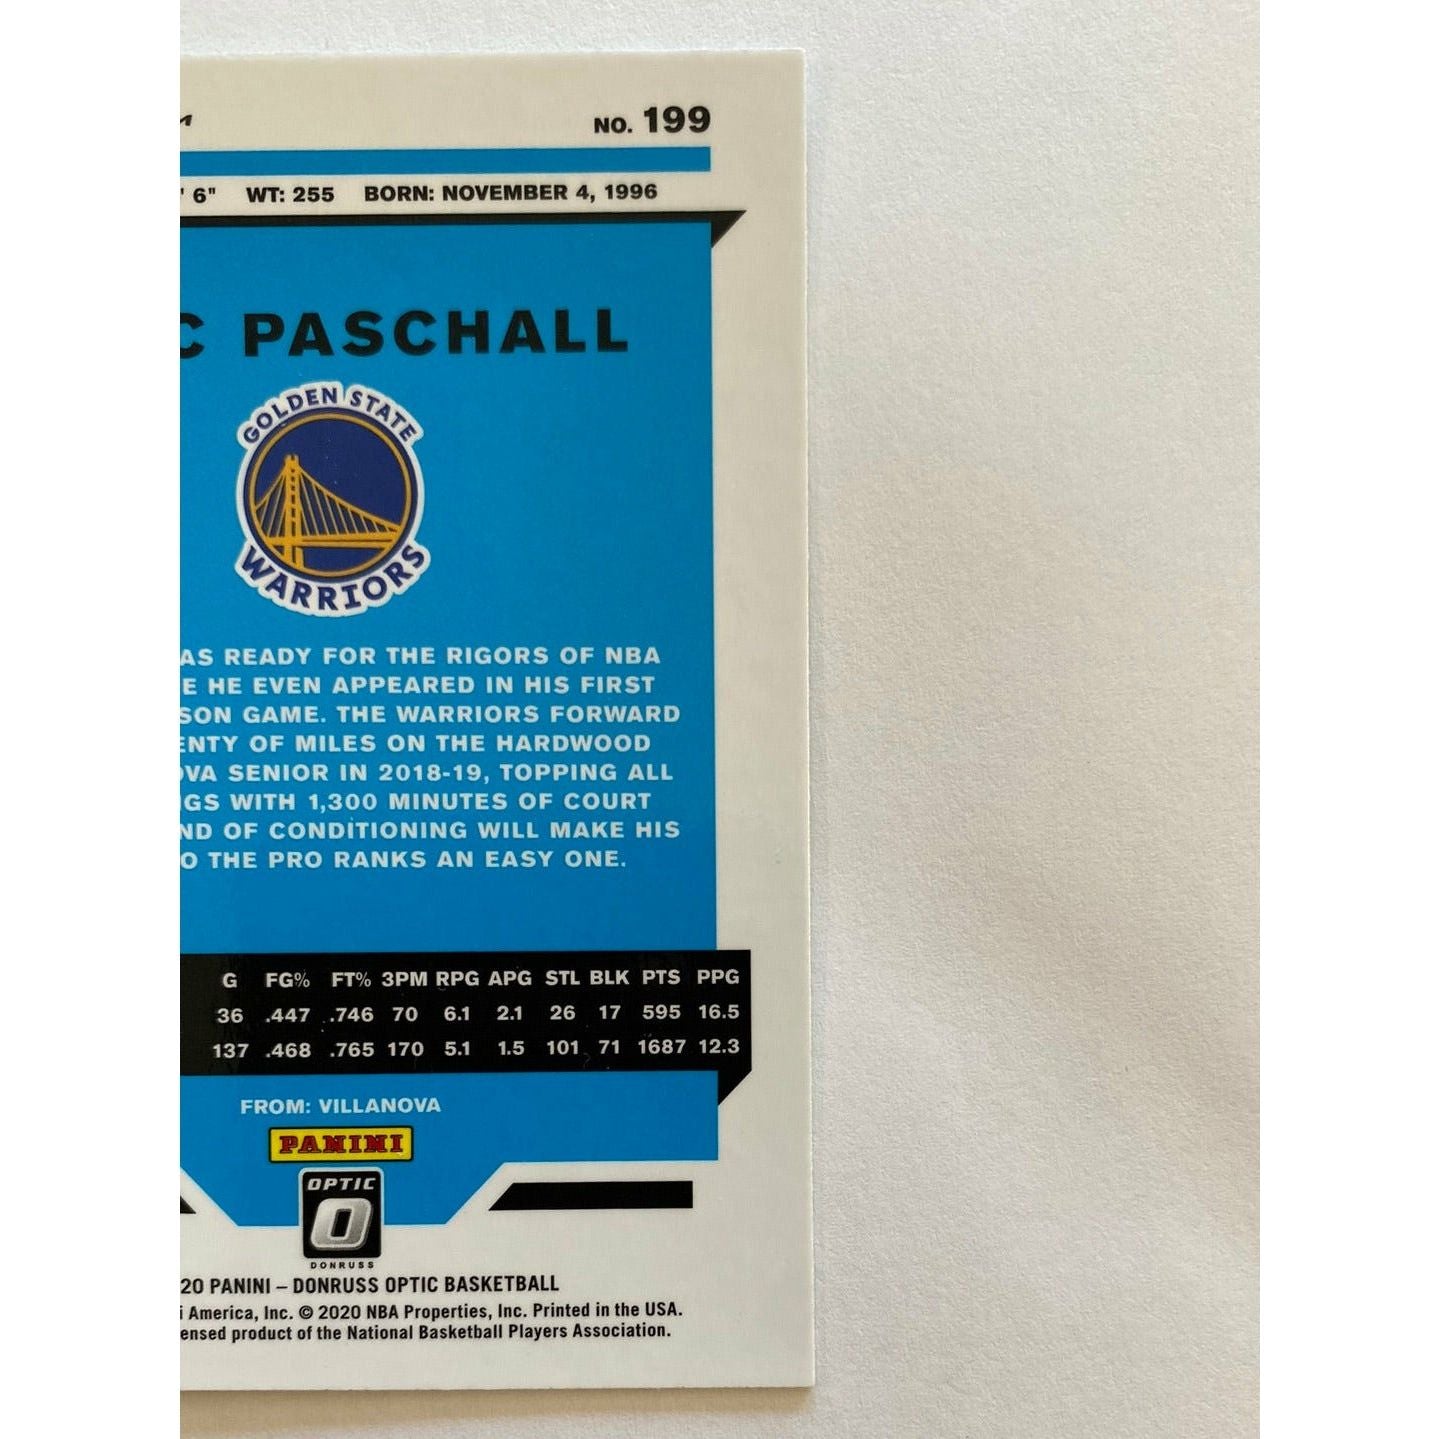 NO. 199
' 6" WT: 255 BORN: NOVEMBER 4, 1996
C PASCHALL
GOLDEN STATE
WARRIORS
AS READY FOR THE RIGORS OF NBA
E HE EVEN APPEARED IN HIS FIRST
SON GAME. THE WARRIORS FORWARD
ENTY OF MILES ON THE HARDWOOD
OVA SENIOR IN 2018-19, TOPPING ALL
GS WITH 1,300 MINUTES OF COURT
ND OF CONDITIONING WILL MAKE HIS
O THE PRO RANKS AN EASY ONE.
G FG% FT% 3PM RPG APG STL BLK PTS PPG
36 .447 .746 70 6.1 2.1 26 17 595 16.5
137 .468 .765 170 5.1 1.5 101 71 1687 12.3
FROM: VILLANOVA
PANINI
OPTIC
O
DONRUSS
20 PANINI – DONRUSS OPTIC BASKETBALL
i America, Inc. © 2020 NBA Properties, Inc. Printed in the USA.
ensed product of the National Basketball Players Association.